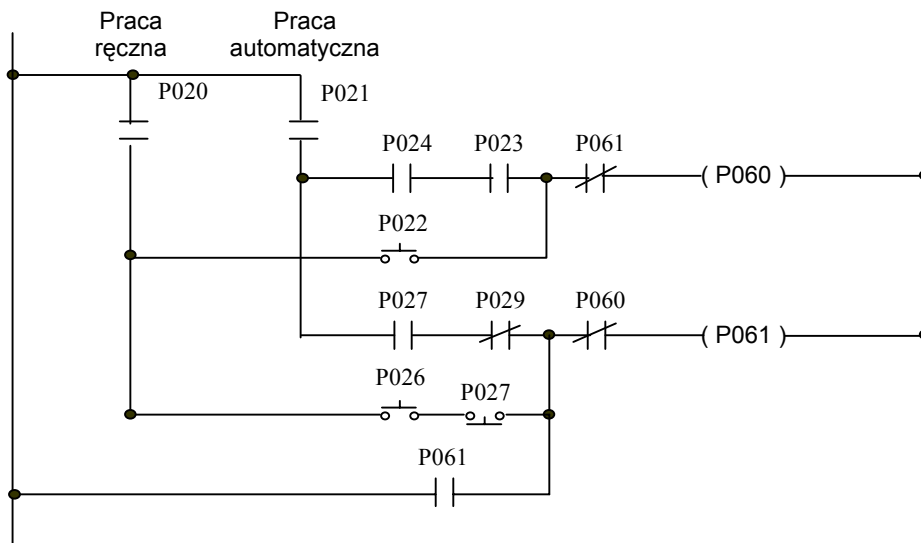 Praca
ręczna
Praca
automatyczna
P020
P021
P024 P023 P061
( P060 )
P022
P027 P029 P060
( P061 )
P026
P027
P061